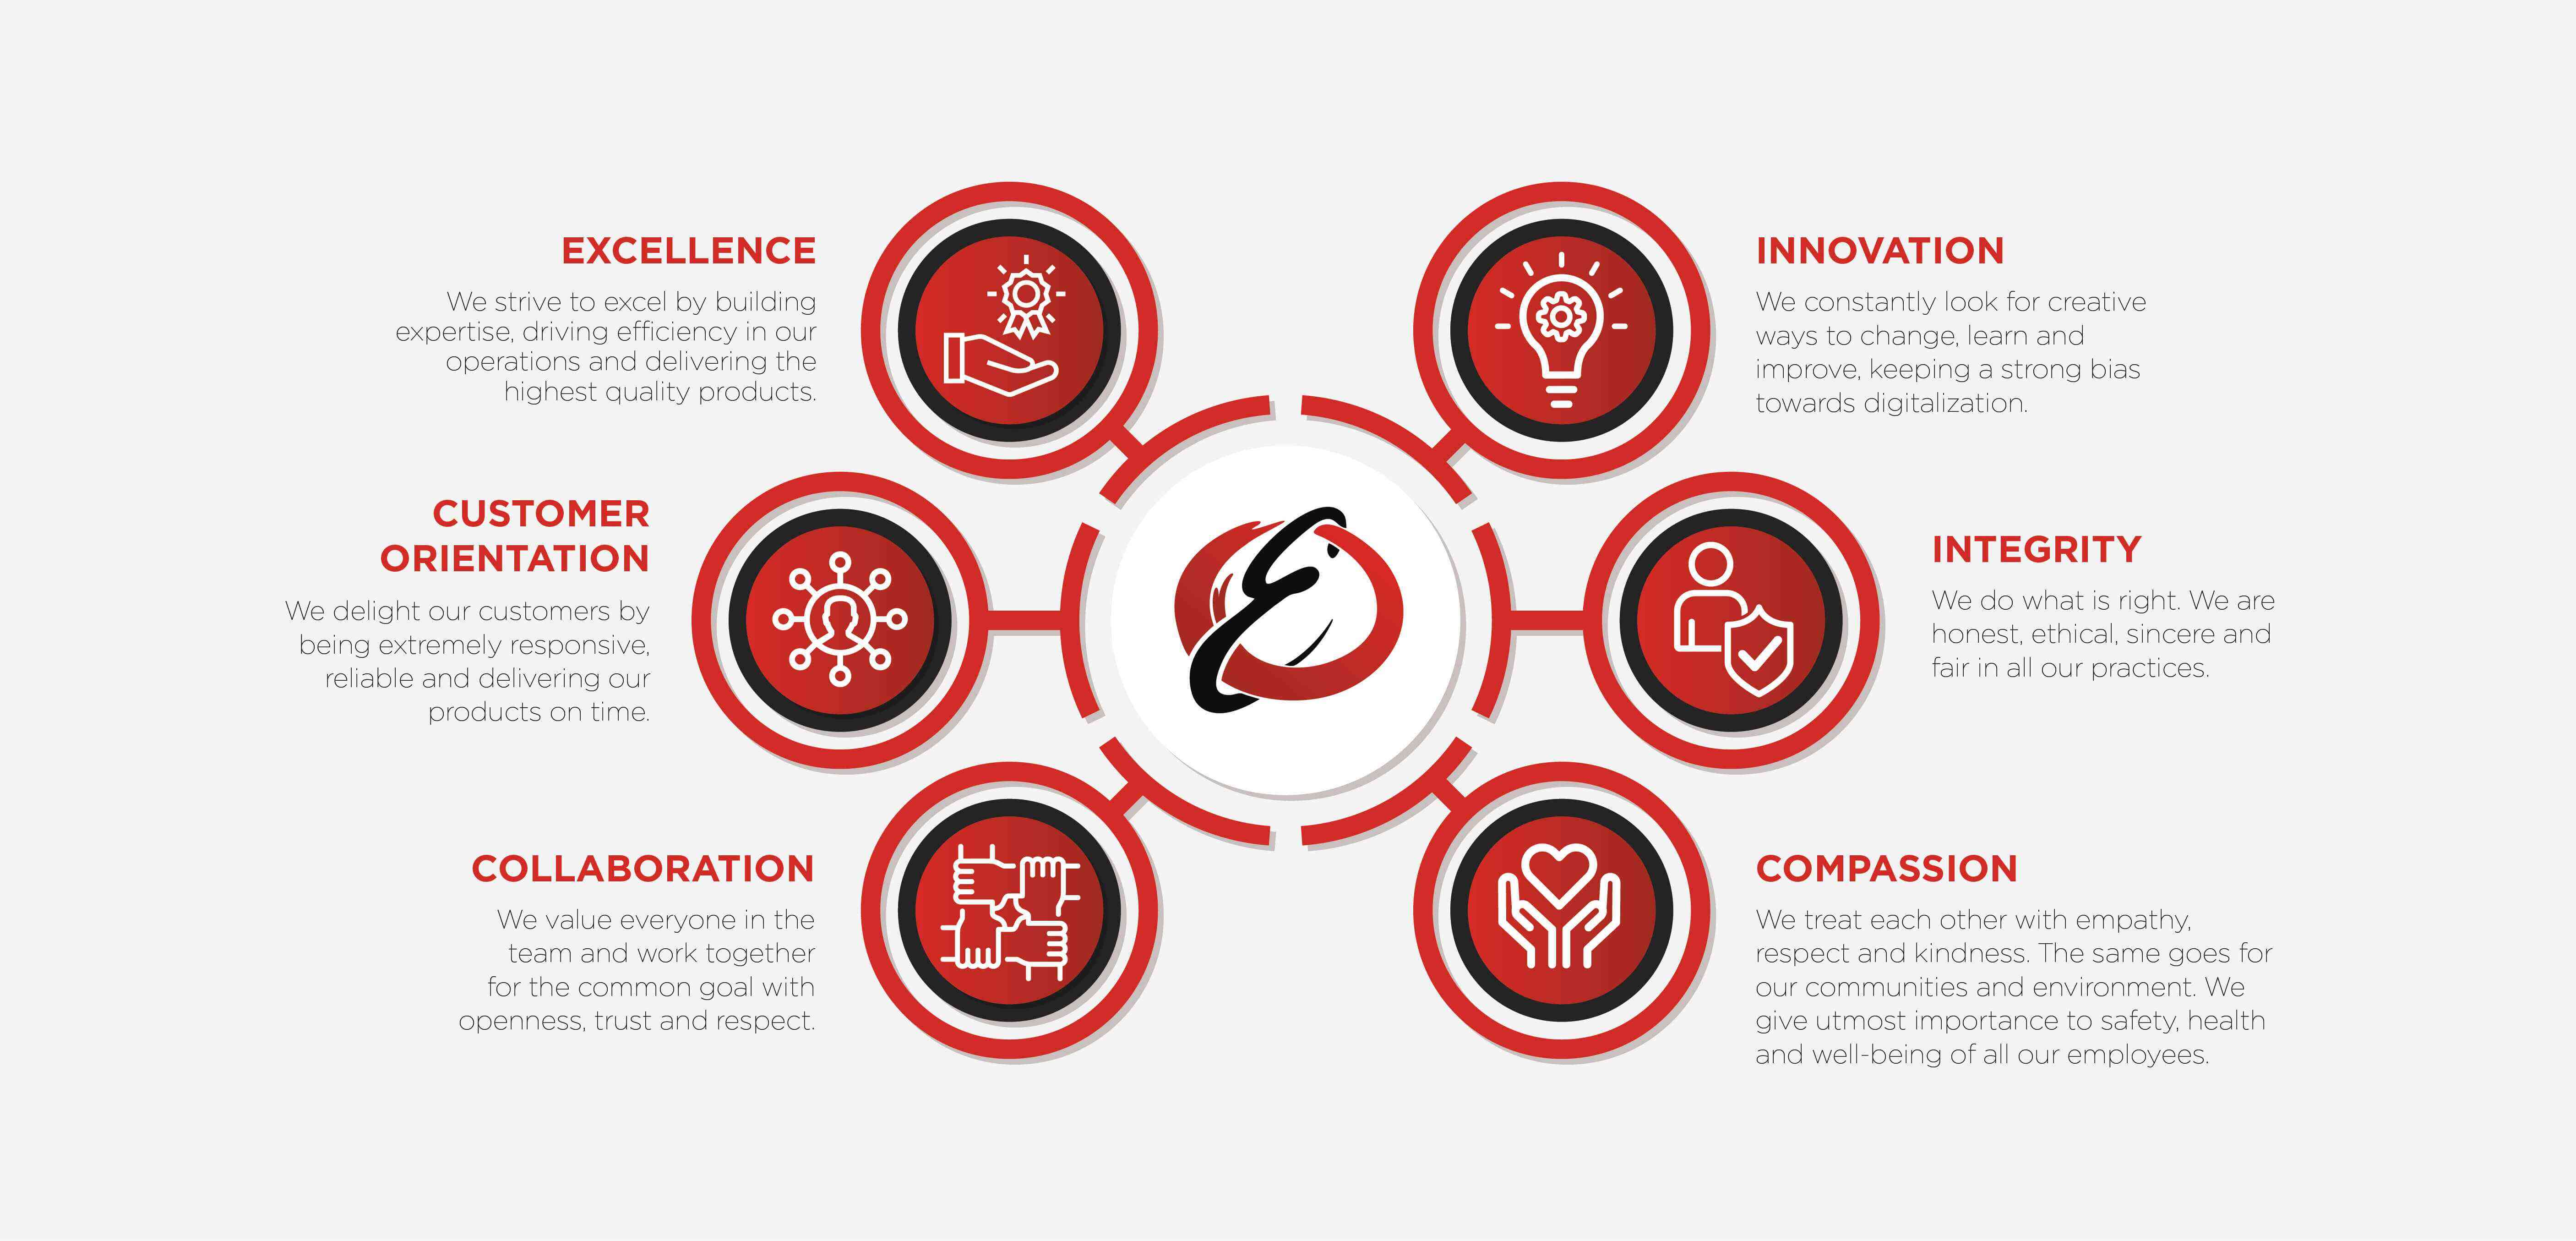 EXCELLENCE
We strive to excel by building
expertise, driving efficiency in our
operations and delivering the
highest quality products.
CUSTOMER
ORIENTATION
We delight our customers by
being extremely responsive,
reliable and delivering our
products on time.
COLLABORATION
We value everyone in the
team and work together
for the common goal with
openness, trust and respect.
INNOVATION
We constantly look for creative
ways to change, learn and
improve, keeping a strong bias
towards digitalization.
INTEGRITY
We do what is right. We are
honest, ethical, sincere and
fair in all our practices.
COMPASSION
We treat each other with empathy,
respect and kindness. The same goes for
our communities and environment. We
give utmost importance to safety, health
and well-being of all our employees.